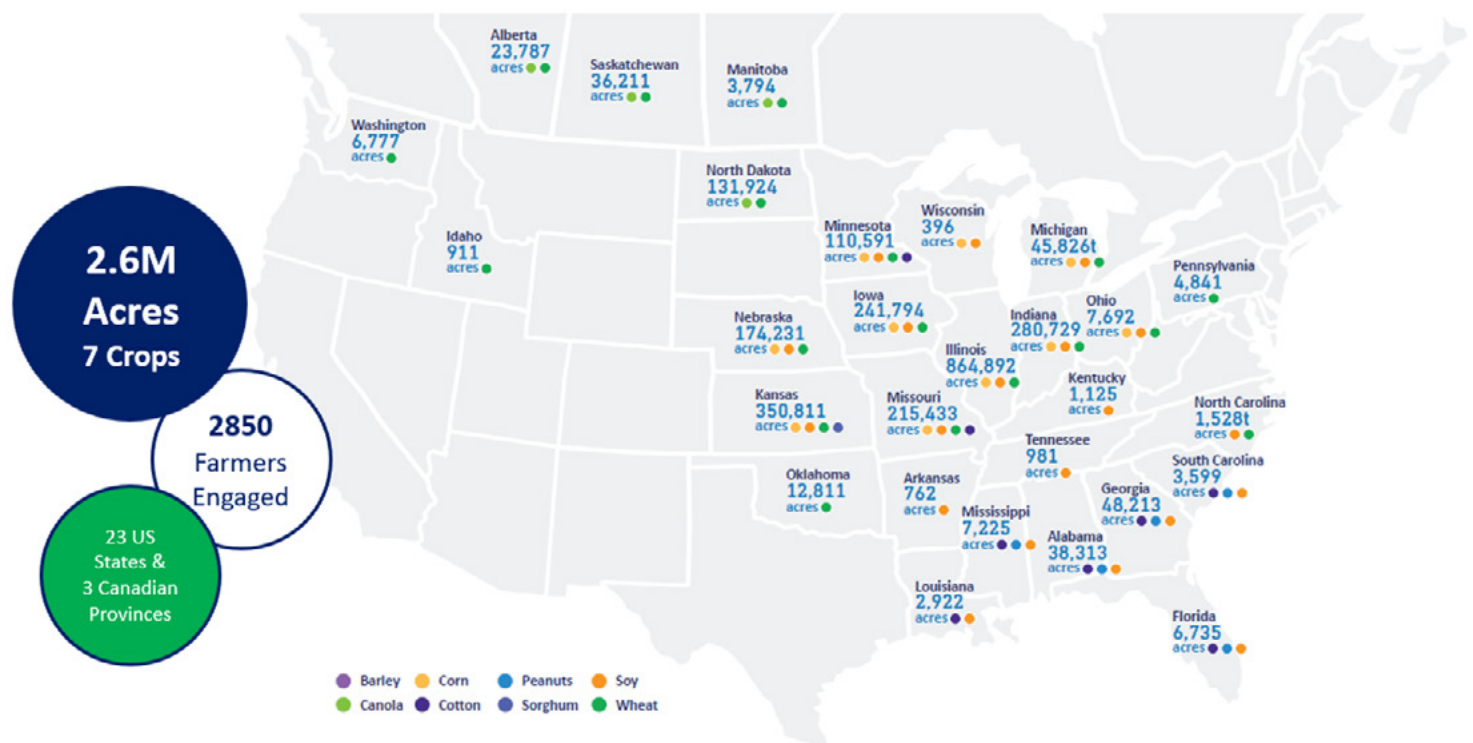 Alberta
23,787
acres
Saskatchewan
36,211
acres
Manitoba
3,794
acres
Washington
6,777
acres
North Dakota
131,924
acres
Idaho
911
acres
Minnesota
110,591
acres
Wisconsin
396
acres
Michigan
45,826t
acres
Pennsylvania
4,841
acres
Iowa
241,794
acres
Nebraska
174,231
acres
Indiana
280,729
acres
Ohio
7,692
acres
Illinois
864,892
acres
Kansas
350,811
acres
Missouri
215,433
acres
Kentucky
1,125
acres
North Carolina
1,528t
acres
Tennessee
981
acres
South Carolina
3,599
acres
Oklahoma
12,811
acres
Arkansas
762
acres
Mississippi
7,225
acres
Georgia
48,213
acres
Alabama
38,313
acres
Louisiana
2,922
acres
Florida
6,735
acres
2.6M
Acres
7 Crops
2850
Farmers
Engaged
23 US
States &
3 Canadian
Provinces
Barley Corn Peanuts Soy
Canola Cotton Sorghum Wheat